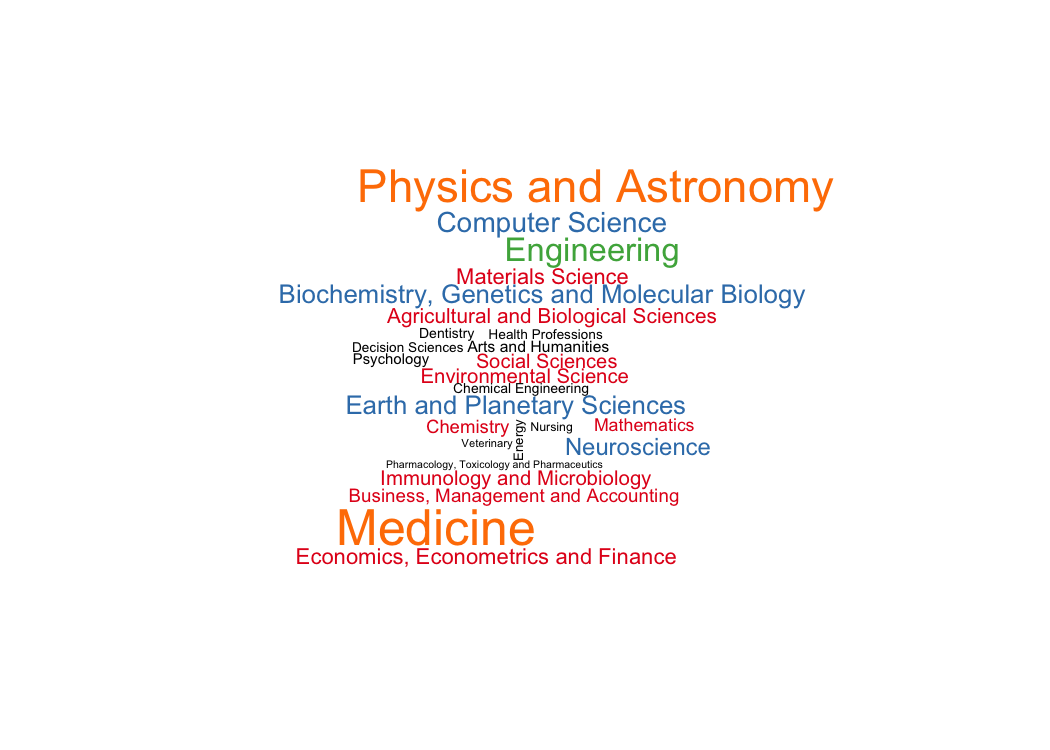 Physics and Astronomy
Computer Science
Engineering
Materials Science
Biochemistry, Genetics and Molecular Biology
Agricultural and Biological Sciences
Dentistry Health Professions
Decision Sciences Arts and Humanities
Psychology Social Sciences
Environmental Science
Chemical Engineering
Earth and Planetary Sciences
Chemistry Energy Nursing Mathematics
Veterinary Neuroscience
Pharmacology, Toxicology and Pharmaceutics
Immunology and Microbiology
Business, Management and Accounting
Medicine
Economics, Econometrics and Finance